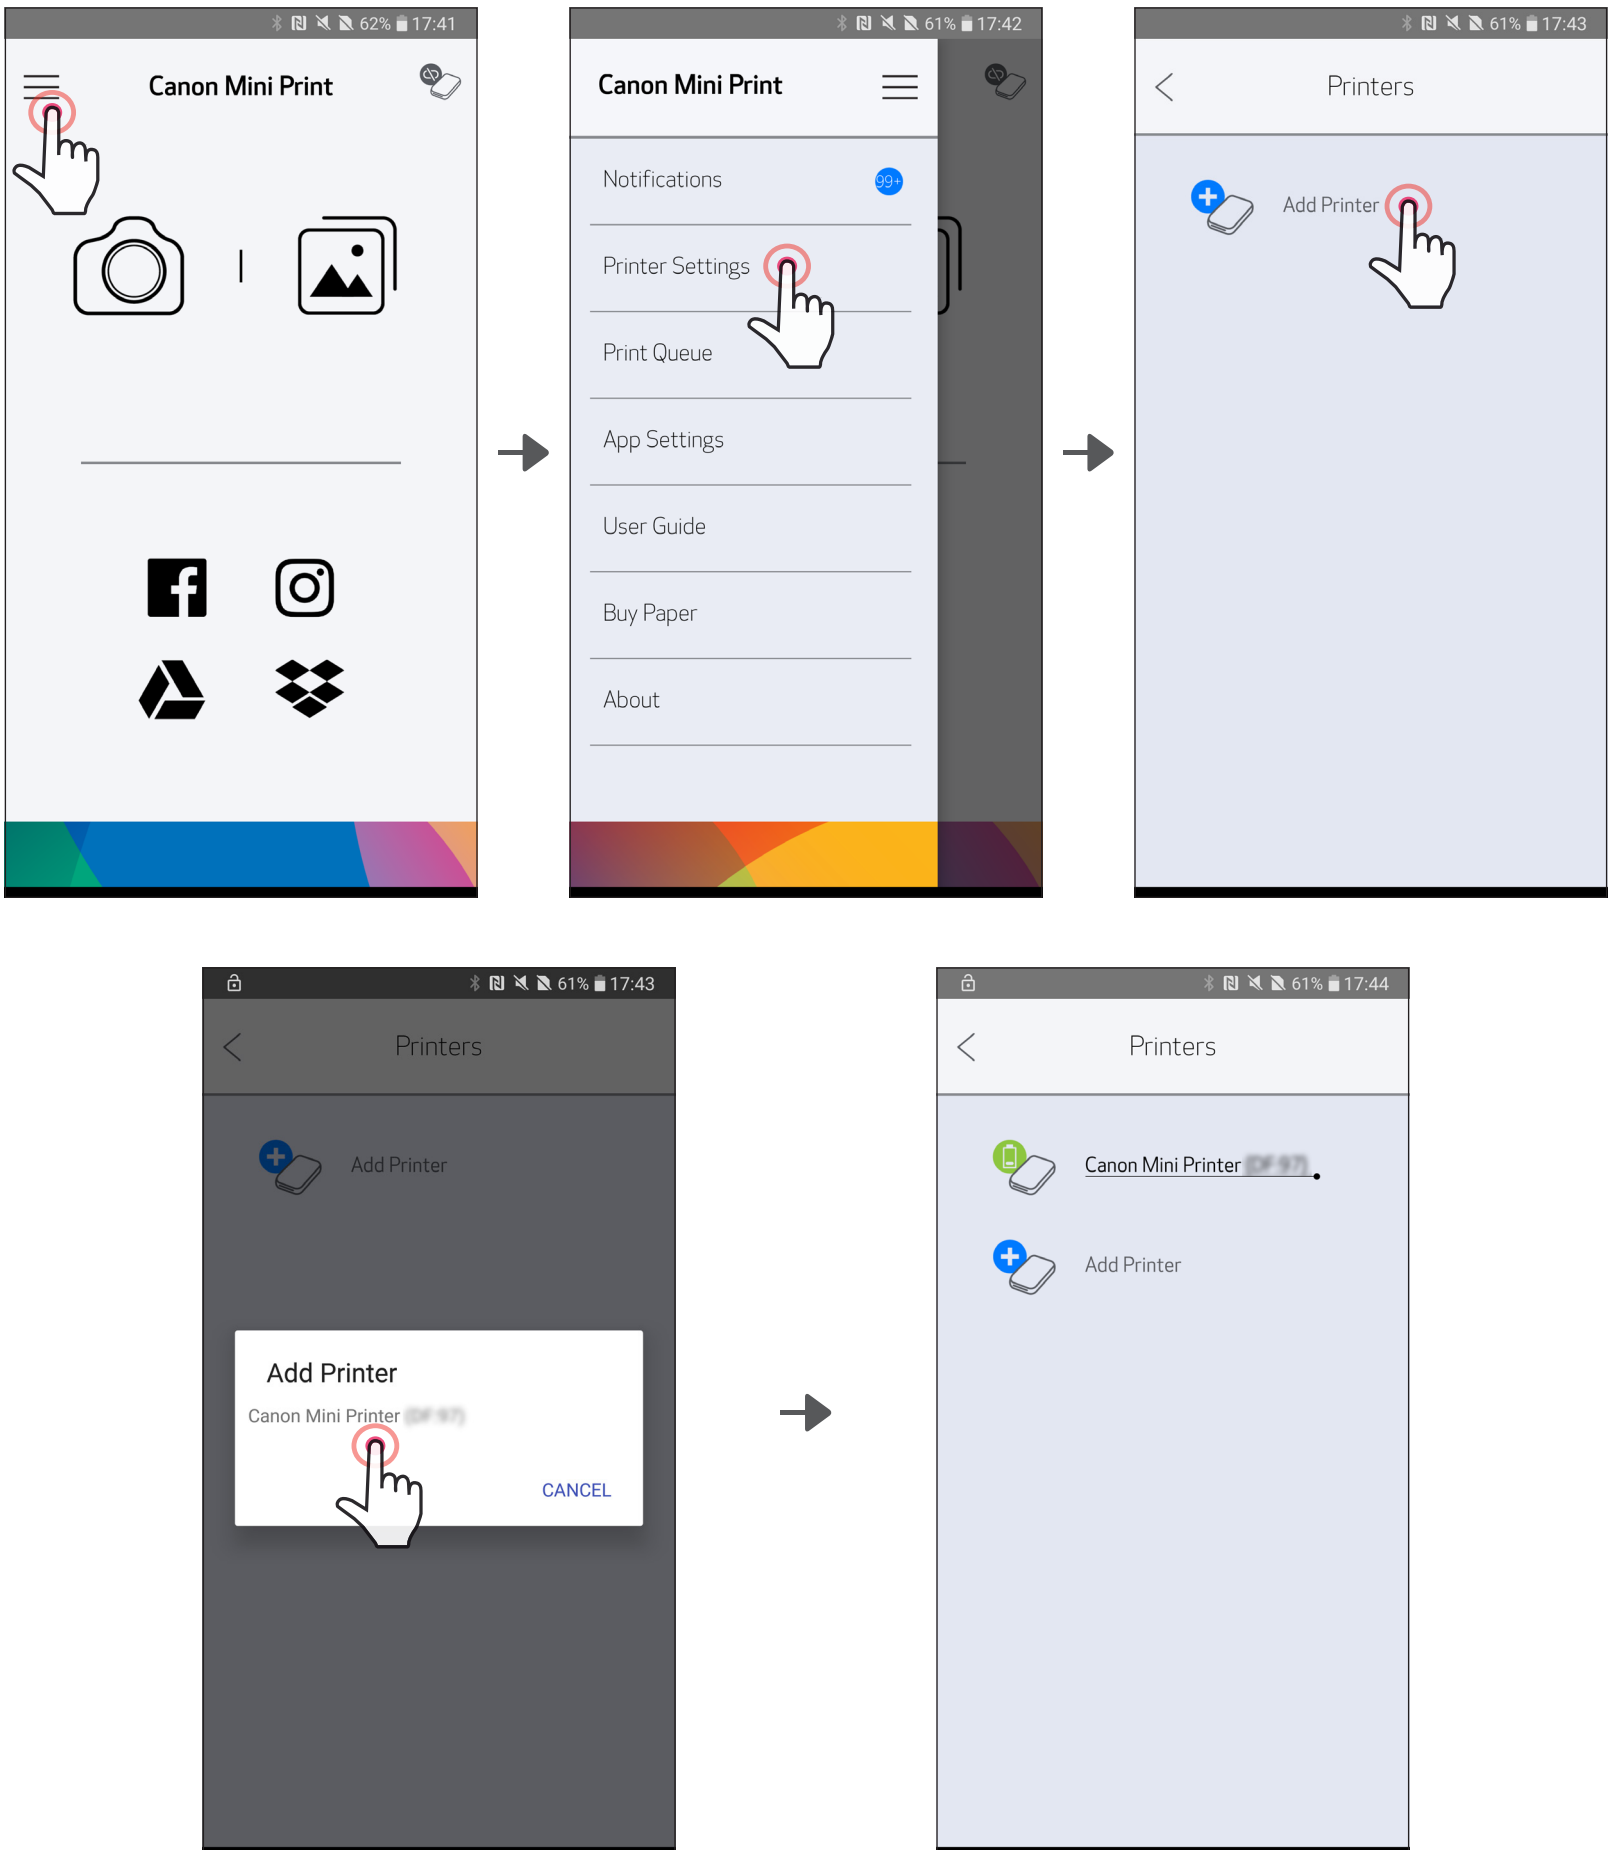 62% 17:41
Canon Mini Print
61% 17:42
Canon Mini Print
Notifications
99+
Printer Settings
Print Queue
App Settings
User Guide
Buy Paper
About
61% 17:43
Printers
Add Printer
61% 17:43
Printers
Add Printer
Add Printer
Canon Mini Printer
CANCEL
61% 17:44
Printers
Canon Mini Printer
Add Printer